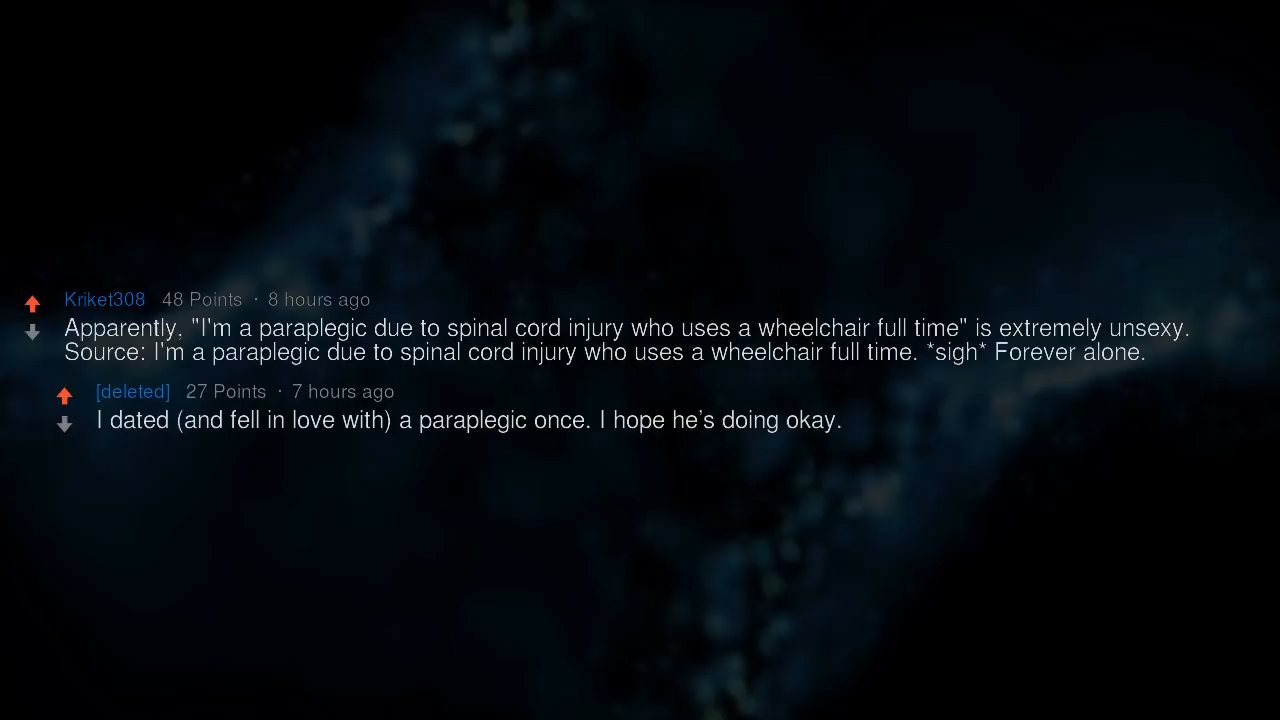 Kriket308 48 Points · 8 hours ago
Apparently, "I'm a paraplegic due to spinal cord injury who uses a wheelchair full time" is extremely unsexy.
Source: I'm a paraplegic due to spinal cord injury who uses a wheelchair full time. *sigh* Forever alone.
[deleted] 27 Points · 7 hours ago
I dated (and fell in love with) a paraplegic once. I hope he’s doing okay.